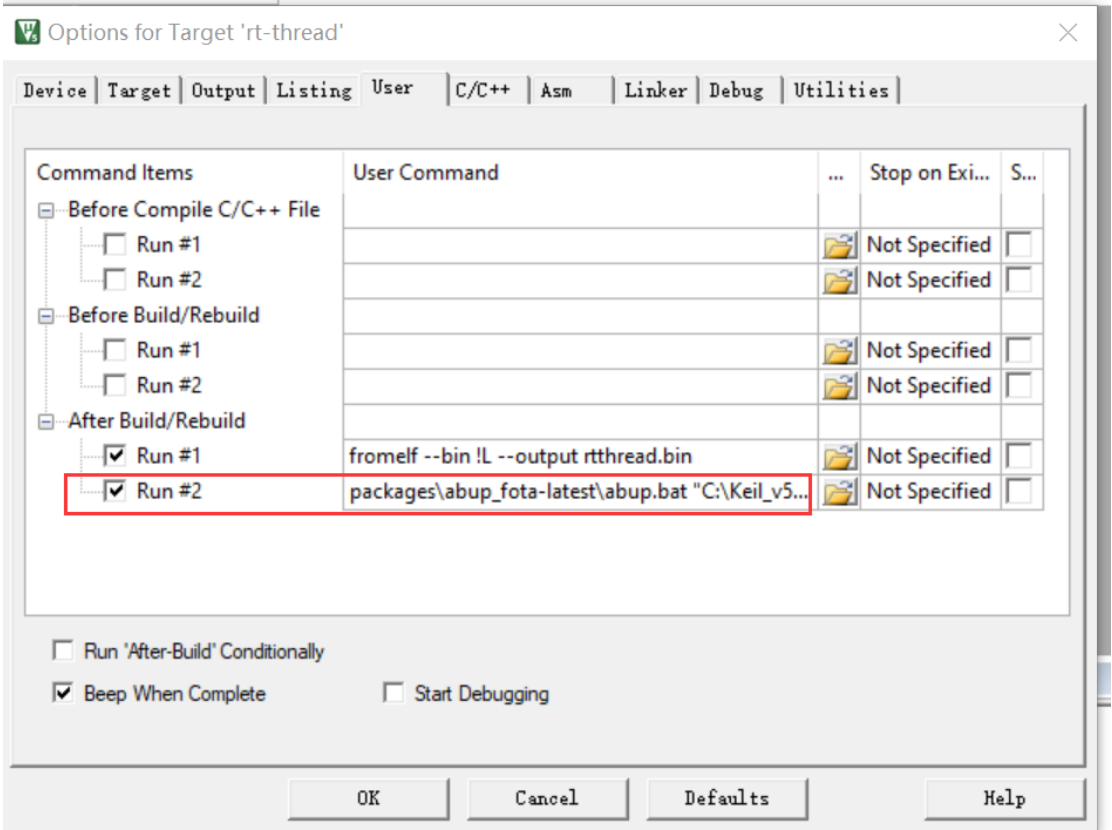 Options for Target 'rt-thread'
Device Target Output Listing User C/C++ Asm Linker Debug Utilities
Command Items User Command ... Stop on Exi... S...
Before Compile C/C++ File
Run #1 Not Specified
Run #2 Not Specified
Before Build/Rebuild
Run #1 Not Specified
Run #2 Not Specified
After Build/Rebuild
Run #1 fromelf --bin !L --output rtthread.bin Not Specified
Run #2 packages\abup_fota-latest\abup.bat "C:\Keil_v5... Not Specified
Run 'After-Build' Conditionally
Beep When Complete Start Debugging
OK Cancel Defaults Help